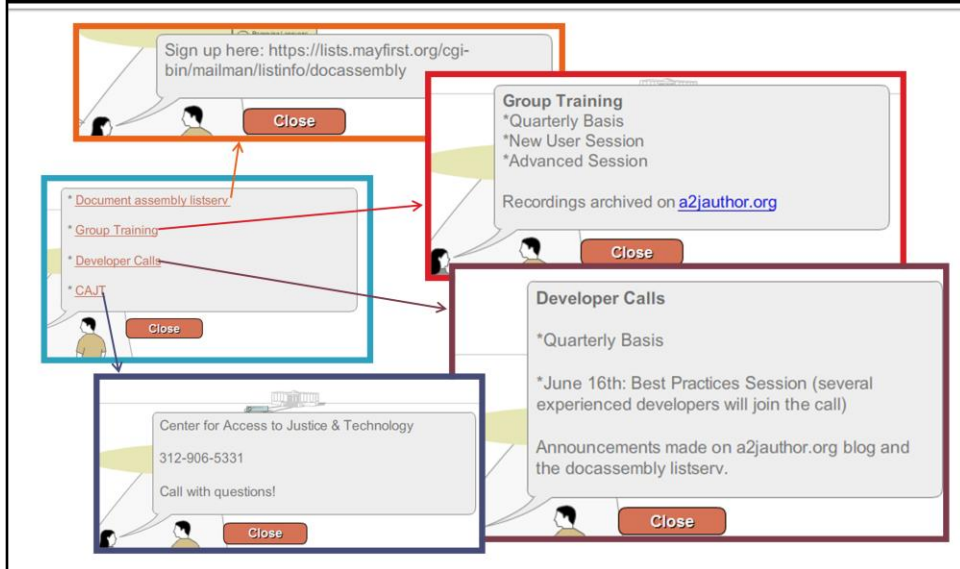 Sign up here: https://lists.mayfirst.org/cgi-
bin/mailman/listinfo/docassembly
Close
Group Training
*Quarterly Basis
*New User Session
*Advanced Session
Recordings archived on a2jauthor.org
Close
* Document assembly listserv
* Group Training
* Developer Calls
* CAJT
Close
Developer Calls
*Quarterly Basis
*June 16th: Best Practices Session (several
experienced developers will join the call)
Announcements made on a2jauthor.org blog and
the docassembly listserv.
Close
Center for Access to Justice & Technology
312-906-5331
Call with questions!
Close